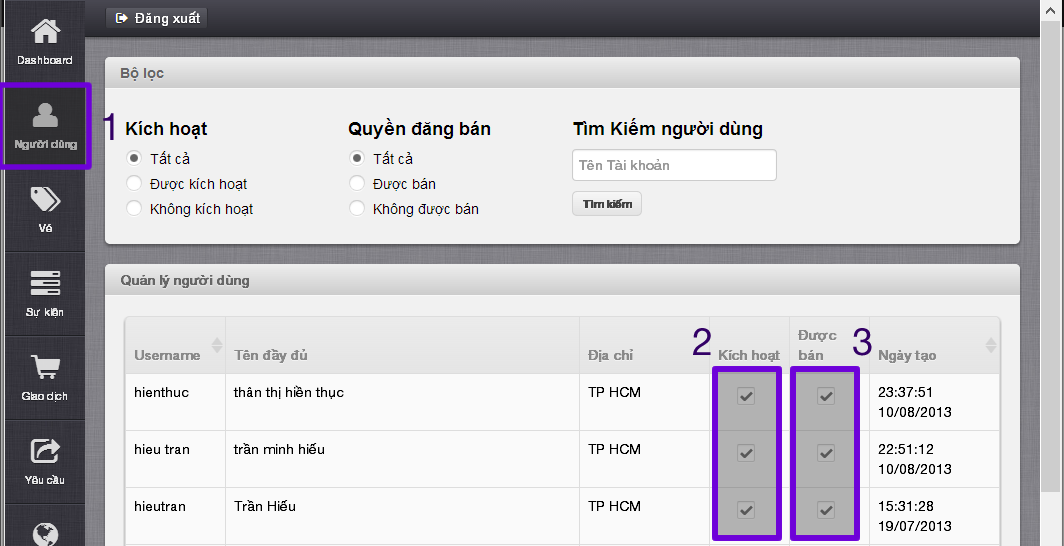 Đăng xuất
Dashboard
Người dùng
Vé
Sự kiện
Giao dịch
Yêu cầu
Bộ lọc
1
Kích hoạt
Tất cả
Được kích hoạt
Không kích hoạt
Quyền đăng bán
Tất cả
Được bán
Không được bán
Tìm Kiếm người dùng
Tên Tài khoản
Tìm kiếm
Quản lý người dùng
Username Tên đầy đủ Địa chỉ 2 Kích hoạt Được bán 3 Ngày tạo
hienthuc thân thị hiền thục TP HCM 23:37:51
10/08/2013
hieu tran trần minh hiếu TP HCM 22:51:12
10/08/2013
hieutran Trần Hiếu TP HCM 15:31:28
19/07/2013